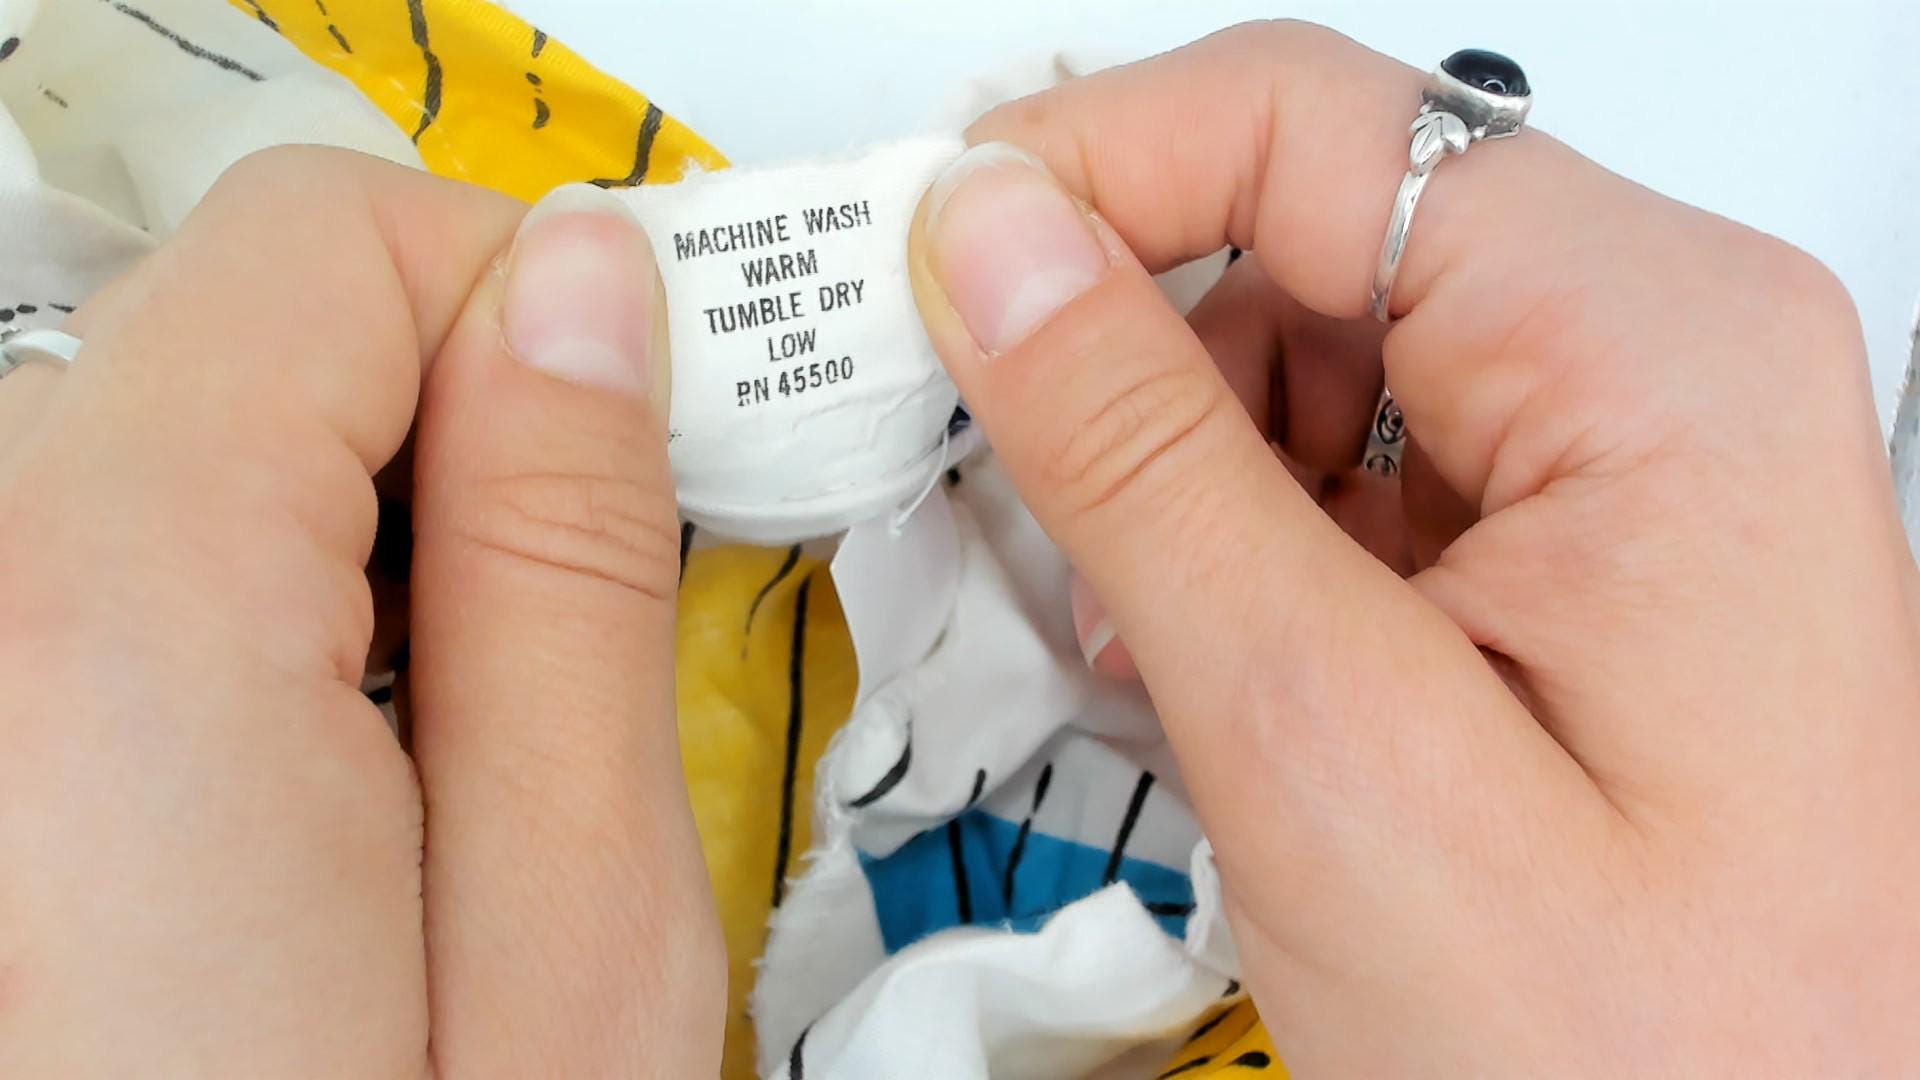 MACHINE WASH
WARM
TUMBLE DRY
LOW
RN 45500